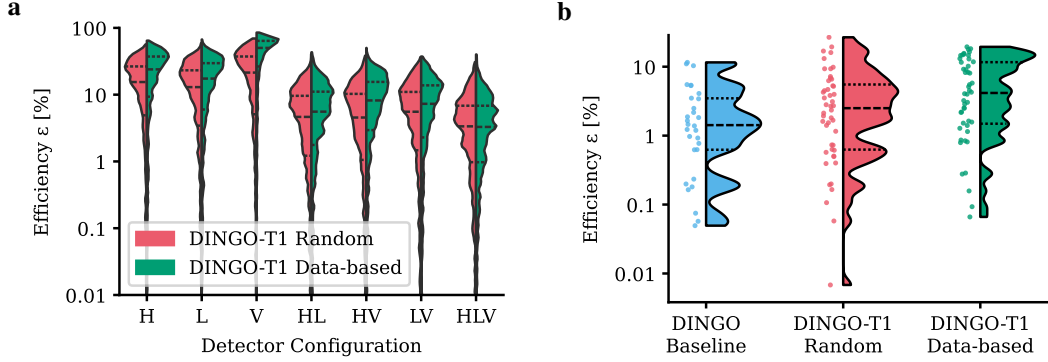 a
Efficiency ε [%]
100
10
1
0.1
0.01
DINGO-T1 Random
DINGO-T1 Data-based
H L V HL HV LV HLV
Detector Configuration
b
Efficiency ε [%]
10
1
0.1
0.01
DINGO
Baseline
DINGO-T1
Random
DINGO-T1
Data-based